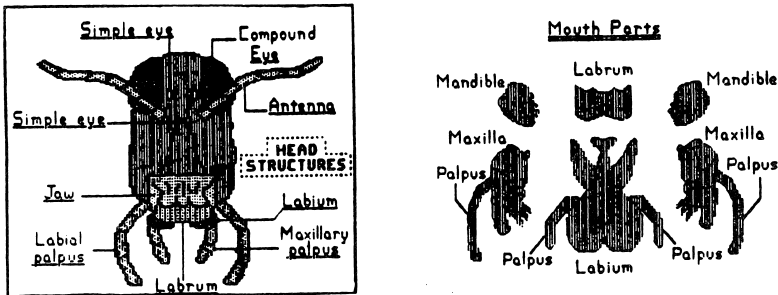 Simple eye
Compound
Eye
Antenna
Simple eye
HEAD
STRUCTURES
Jaw
Labium
Labial
palpus
Maxillary
palpus
Labrum
Mouth Parts
Mandible
Labrum
Mandible
Maxilla
Maxilla
Palpus
Palpus
Palpus
Palpus
Labium